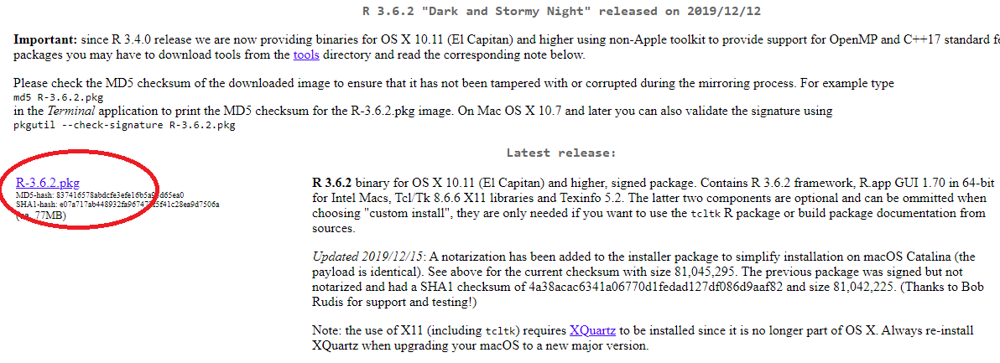 R 3.6.2 "Dark and Stormy Night" released on 2019/12/12
Important: since R 3.4.0 release we are now providing binaries for OS X 10.11 (El Capitan) and higher using non-Apple toolkit to provide support for OpenMP and C++17 standard fe
packages you may have to download tools from the tools directory and read the corresponding note below.
Please check the MD5 checksum of the downloaded image to ensure that it has not been tampered with or corrupted during the mirroring process. For example type
md5 R-3.6.2.pkg
in the Terminal application to print the MD5 checksum for the R-3.6.2.pkg image. On Mac OS X 10.7 and later you can also validate the signature using
pkgutil --check-signature R-3.6.2.pkg
Latest release:
R-3.6.2.pkg
MD5-hash:
SHA1-hash:
77MB)
R 3.6.2 binary for OS X 10.11 (El Capitan) and higher, signed package. Contains R 3.6.2 framework, R.app GUI 1.70 in 64-bit
for Intel Macs, Tcl/Tk 8.6.6 X11 libraries and Texinfo 5.2. The latter two components are optional and can be ommitted when
choosing "custom install", they are only needed if you want to use the tcltk R package or build package documentation from
sources.
Updated 2019/12/15: A notarization has been added to the installer package to simplify installation on macOS Catalina (the
payload is identical). See above for the current checksum with size 81,045,295. The previous package was signed but not
notarized and had a SHA1 checksum of 4a38acac6341a06770d1fedad127df086d9aaf82 and size 81,042,225. (Thanks to Bob
Rudis for support and testing!)
Note: the use of X11 (including tcltk) requires XQuartz to be installed since it is no longer part of OS X. Always re-install
XQuartz when upgrading your macOS to a new major version.